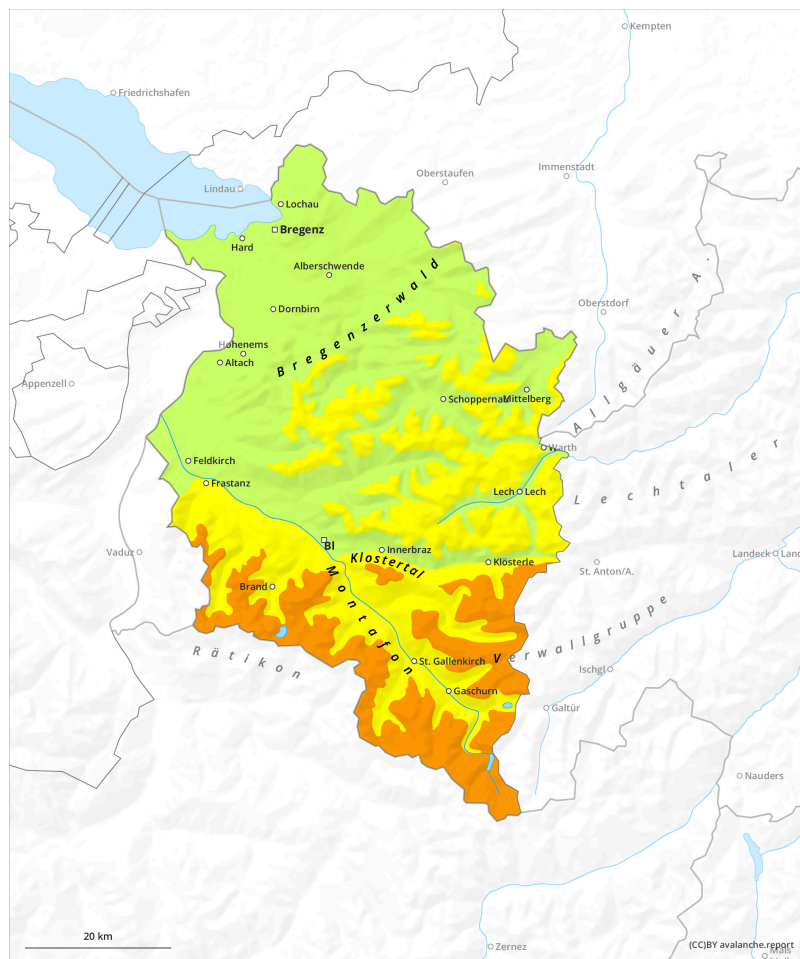 Kempten
Friedrichshafen
Immenstadt
Oberstaufen
Lindau
Lochau
Bregenz
Hard
Alberschwende
Bregenzerwald
Allgäuer A.
Dornbirn
Oberstdorf
Hohenems
Altach
Appenzell
Schoppernau
Mittelberg
Warth
Lechtaler
Feldkirch
Frastanz
Lech
Lech
Bl
Innerbraz
Klostertal
Klösterle
Vaduz
St. Anton/A.
Landeck
Lan
Brand
Montafon
Verwallgruppe
Rätikon
St. Gallenkirch
Ischgl
Gaschurn
Galtür
Nauders
20 km
Zernez
(CC)BY avalanche.report